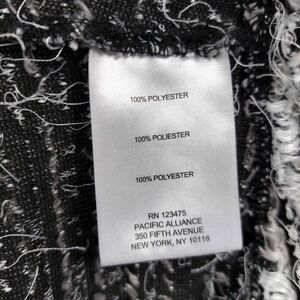 100% POLYESTER
100% POLIESTER
100% POLYESTER
RN 123475
PACIFIC ALLIANCE
350 FIFTH AVENUE
NEW YORK, NY 10118